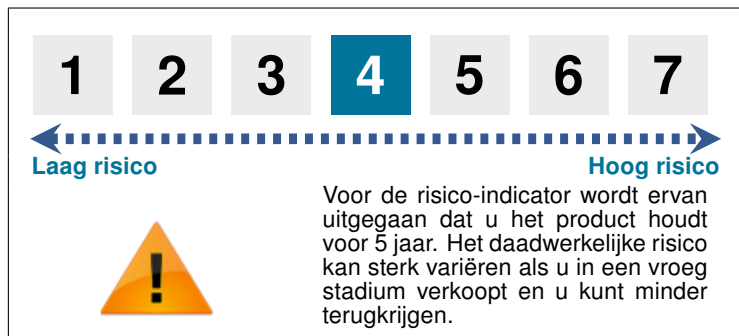 1 2 3 4 5 6 7
Laag risico Hoog risico
Voor de risico-indicator wordt ervan
uitgegaan dat u het product houdt
voor 5 jaar. Het daadwerkelijke risico
kan sterk variëren als u in een vroeg
stadium verkoopt en u kunt minder
terugkrijgen.